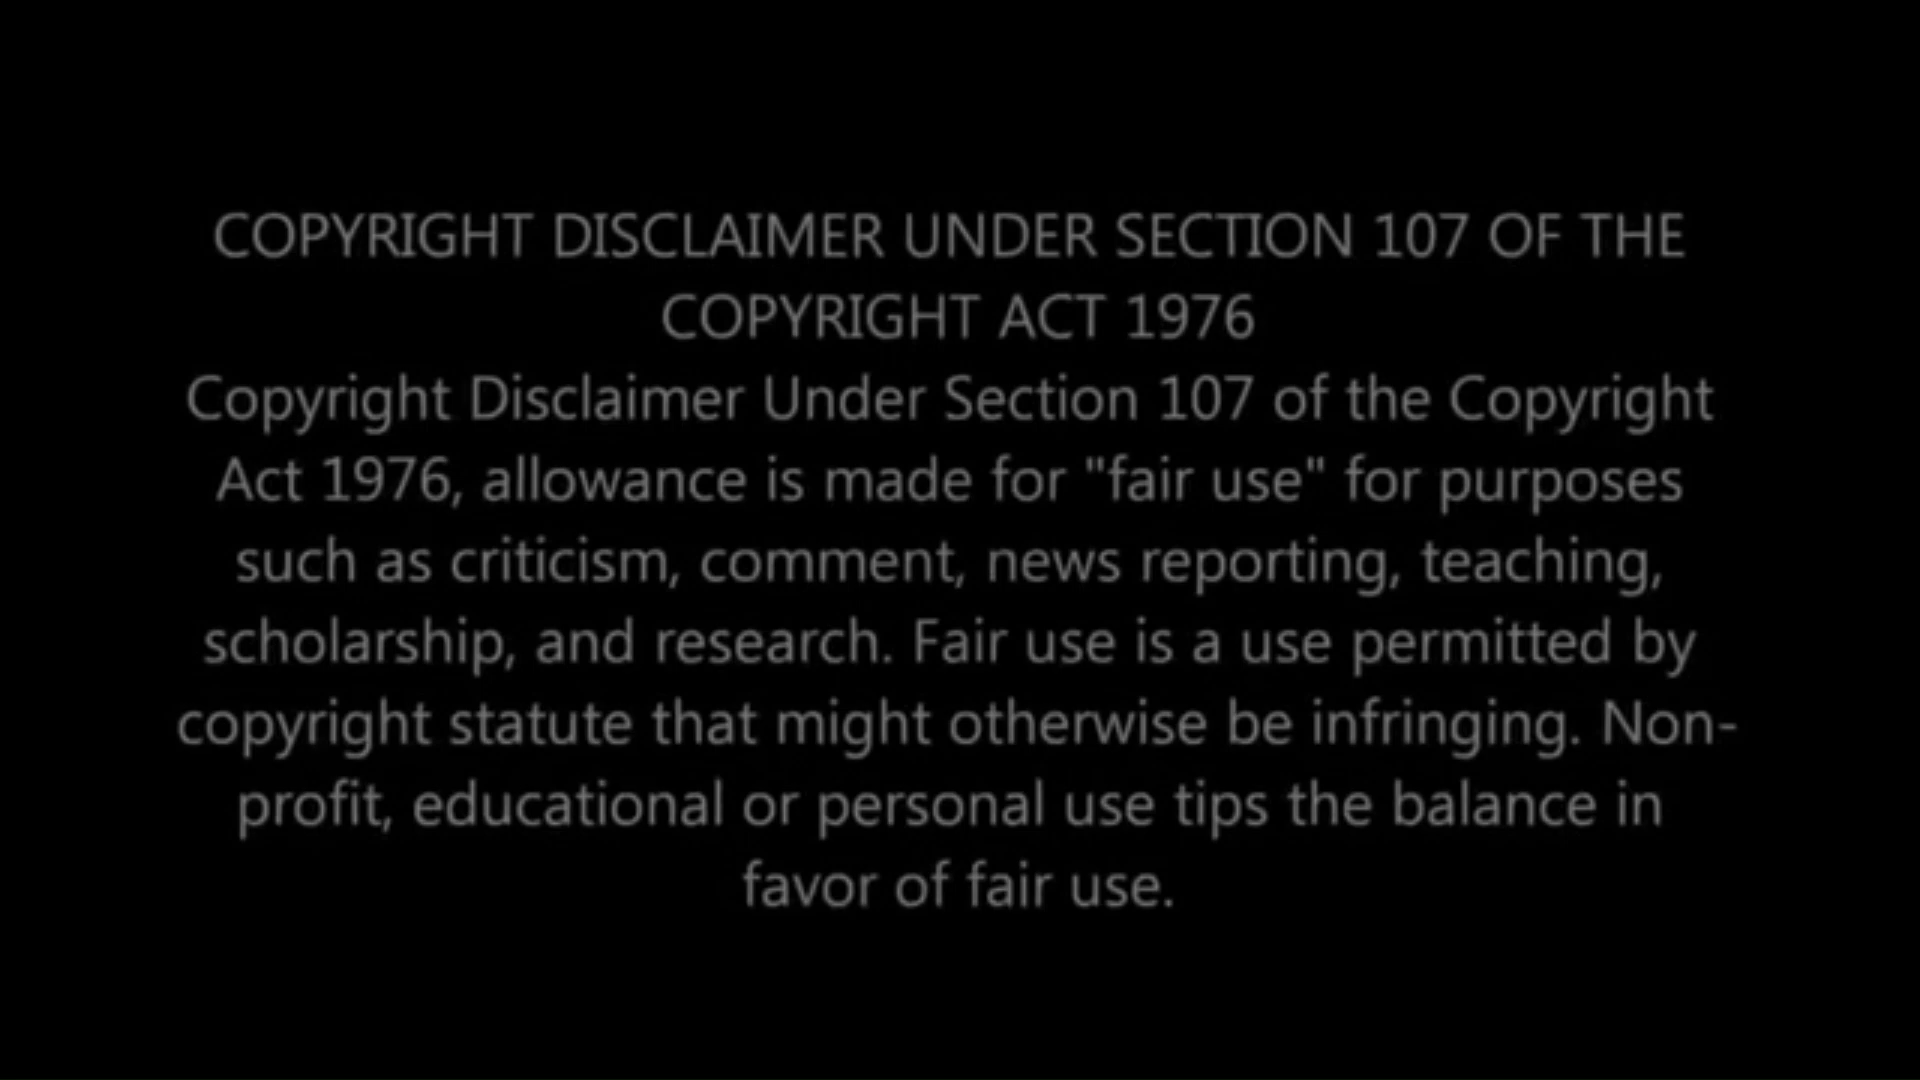 COPYRIGHT DISCLAIMER UNDER SECTION 107 OF THE
COPYRIGHT ACT 1976
Copyright Disclaimer Under Section 107 of the Copyright
Act 1976, allowance is made for "fair use" for purposes
such as criticism, comment, news reporting, teaching,
scholarship, and research. Fair use is a use permitted by
copyright statute that might otherwise be infringing. Non-
profit, educational or personal use tips the balance in
favor of fair use.